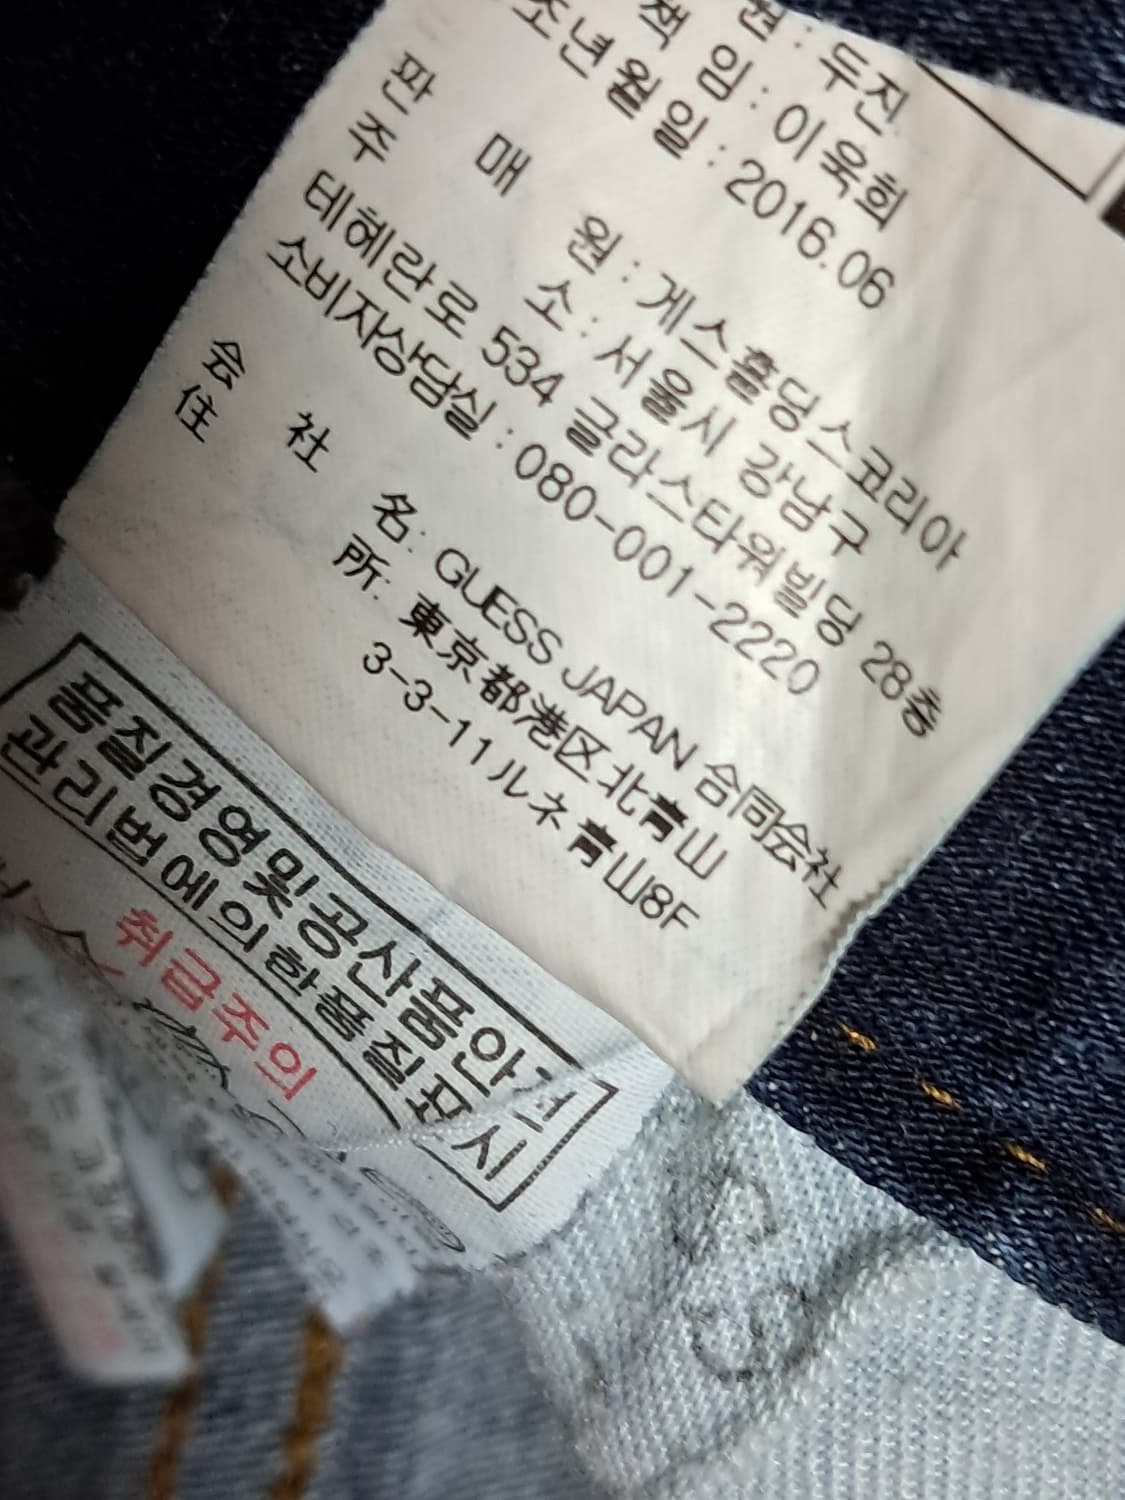 : 두진
책임 : 이욱희
조년월일 : 2016.06
판매원 : 게스홀딩스코리아
주소 : 서울시 강남구
테헤란로 534 글라스타워빌딩 28층
소비자상담실 : 080-001-2220
会社名: GUESS JAPAN 合同会社
住所: 東京都港区北青山
3-3-11ルネ青山8F
품질경영및공산품안전
관리법에의한품질표시
취급주의